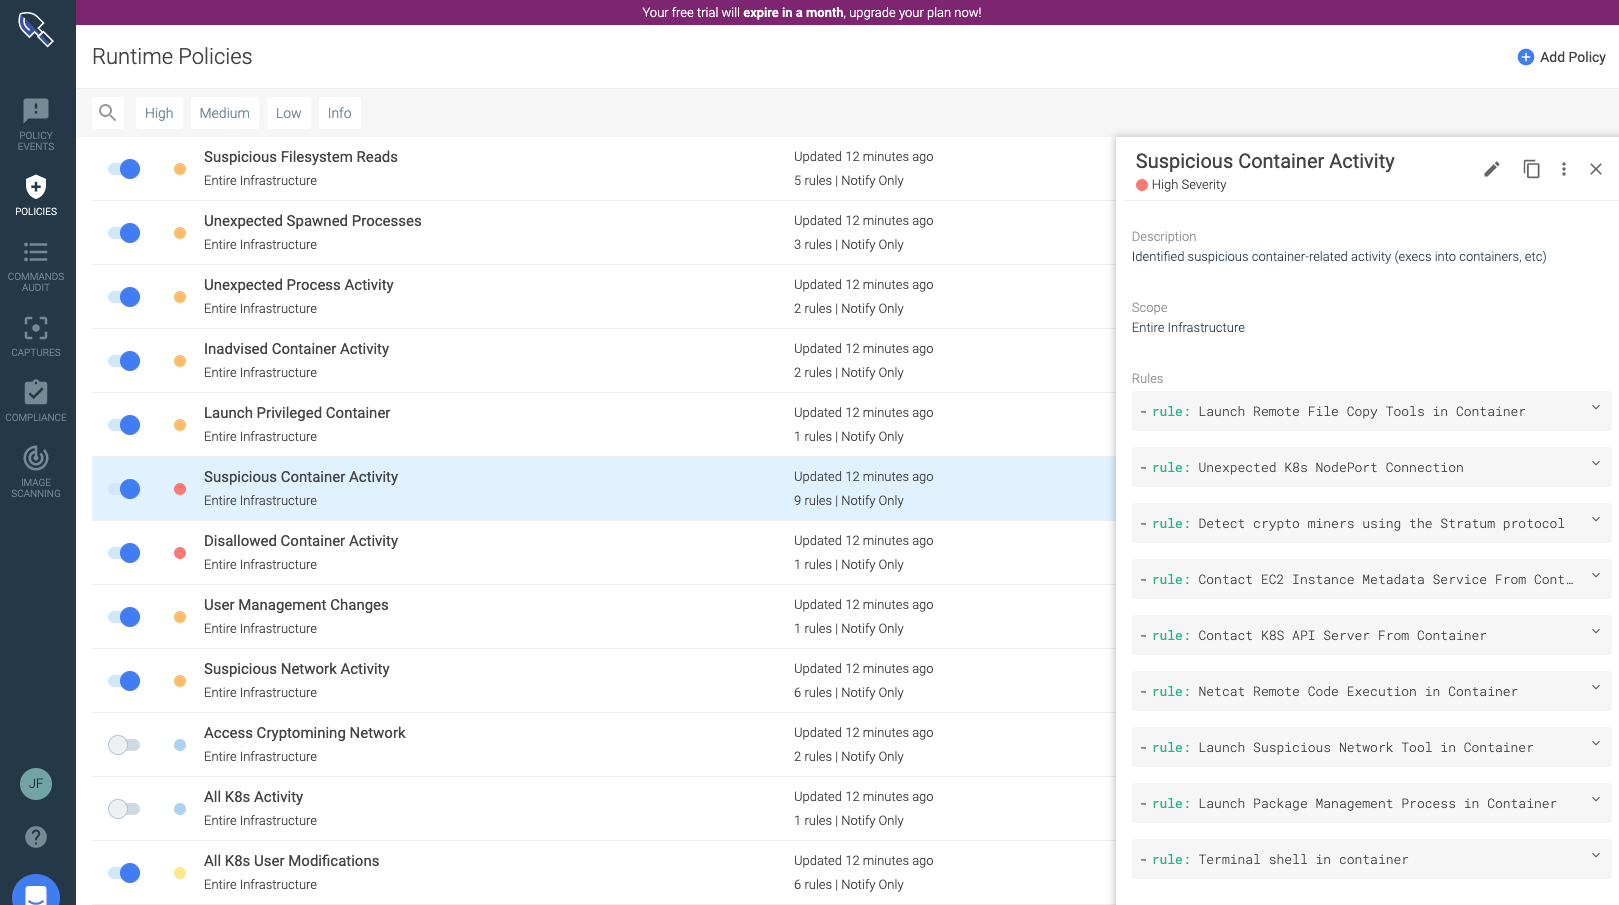 Your free trial will expire in a month, upgrade your plan now!
Runtime Policies
Add Policy
High
Medium
Low
Info
POLICY
EVENTS
POLICIES
COMMANDS
AUDIT
CAPTURES
COMPLIANCE
IMAGE
SCANNING
JF
Suspicious Filesystem Reads
Updated 12 minutes ago
Entire Infrastructure
5 rules | Notify Only
Unexpected Spawned Processes
Updated 12 minutes ago
Entire Infrastructure
3 rules | Notify Only
Unexpected Process Activity
Updated 12 minutes ago
Entire Infrastructure
2 rules | Notify Only
Inadvised Container Activity
Updated 12 minutes ago
Entire Infrastructure
2 rules | Notify Only
Launch Privileged Container
Updated 12 minutes ago
Entire Infrastructure
1 rules | Notify Only
Suspicious Container Activity
Updated 12 minutes ago
Entire Infrastructure
9 rules | Notify Only
Disallowed Container Activity
Updated 12 minutes ago
Entire Infrastructure
1 rules | Notify Only
User Management Changes
Updated 12 minutes ago
Entire Infrastructure
1 rules | Notify Only
Suspicious Network Activity
Updated 12 minutes ago
Entire Infrastructure
6 rules | Notify Only
Access Cryptomining Network
Updated 12 minutes ago
Entire Infrastructure
2 rules | Notify Only
All K8s Activity
Updated 12 minutes ago
Entire Infrastructure
1 rules | Notify Only
All K8s User Modifications
Updated 12 minutes ago
Entire Infrastructure
6 rules | Notify Only
Suspicious Container Activity
High Severity
Description
Identified suspicious container-related activity (execs into containers, etc)
Scope
Entire Infrastructure
Rules
- rule: Launch Remote File Copy Tools in Container
- rule: Unexpected K8s NodePort Connection
- rule: Detect crypto miners using the Stratum protocol
- rule: Contact EC2 Instance Metadata Service From Cont…
- rule: Contact K8S API Server From Container
- rule: Netcat Remote Code Execution in Container
- rule: Launch Suspicious Network Tool in Container
- rule: Launch Package Management Process in Container
- rule: Terminal shell in container